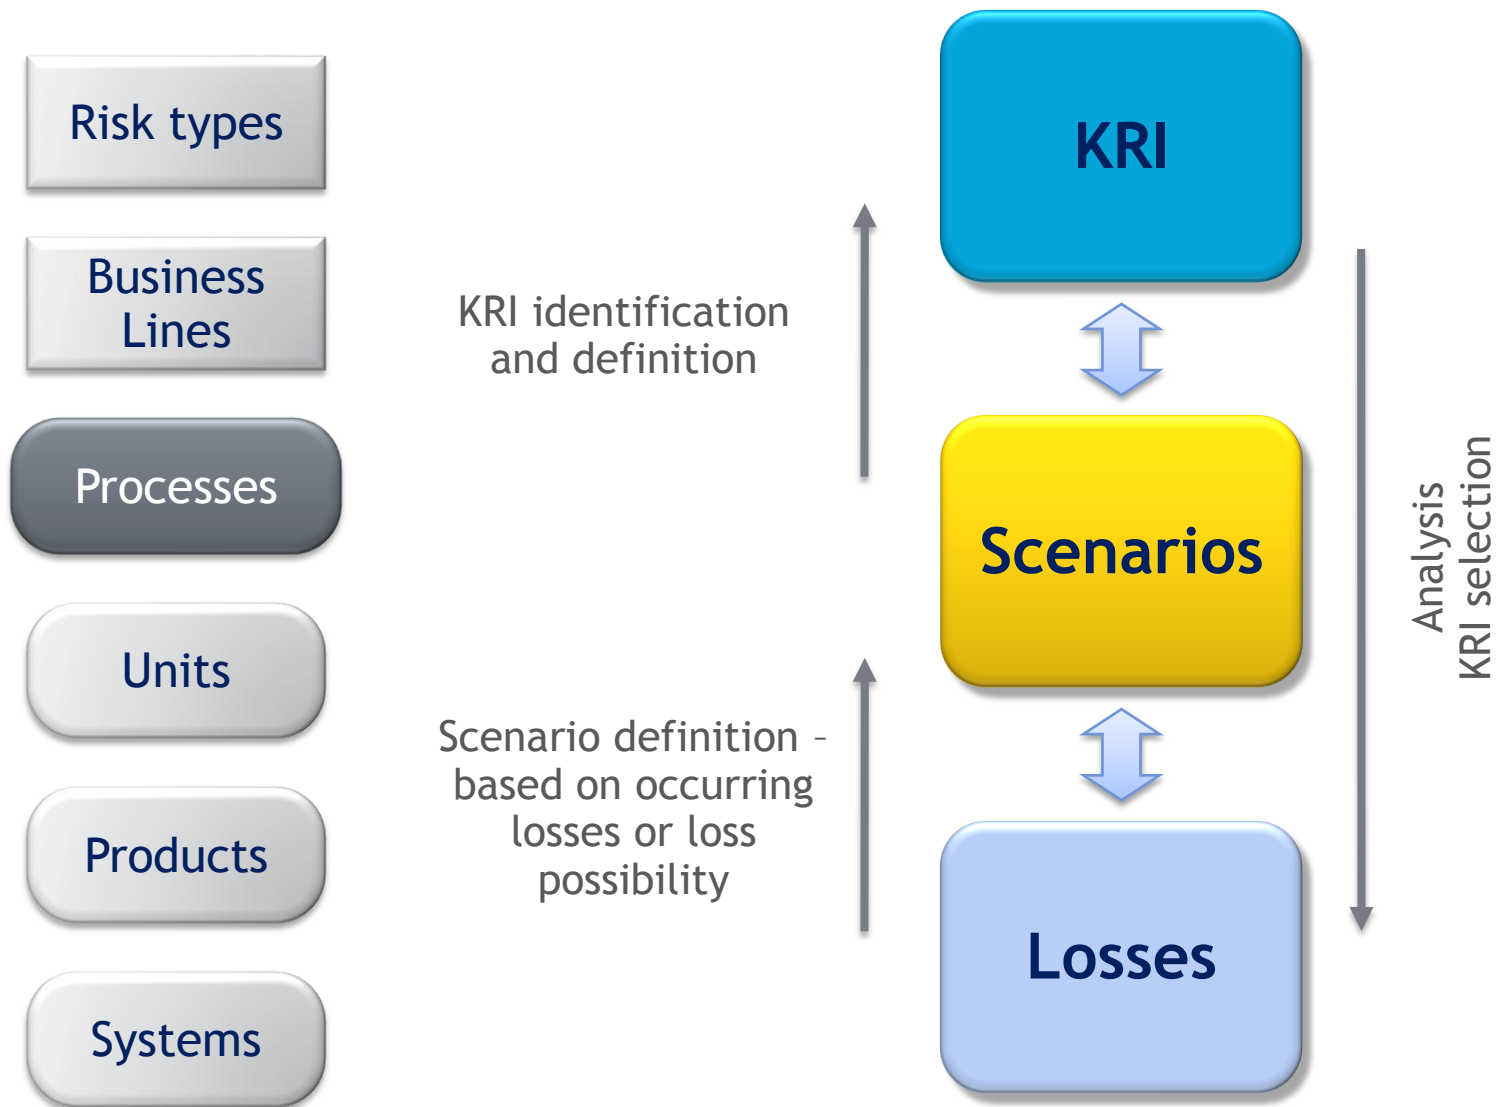 Risk types
Business
Lines
Processes
Units
Products
Systems
KRI identification
and definition
Scenario definition –
based on occurring
losses or loss
possibility
KRI
Scenarios
Losses
Analysis
KRI selection